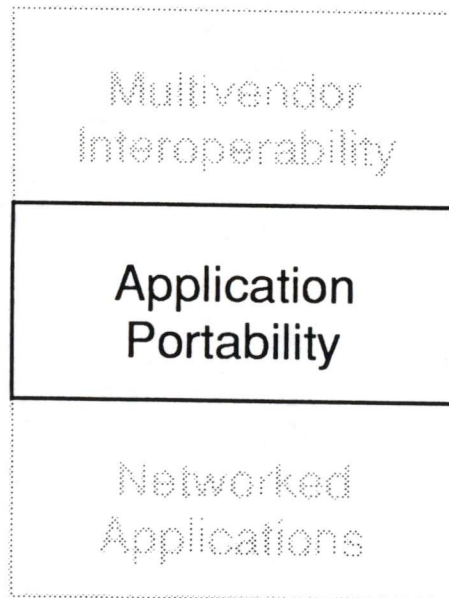 Multivendor
Interoperability
Application
Portability
Networked
Applications